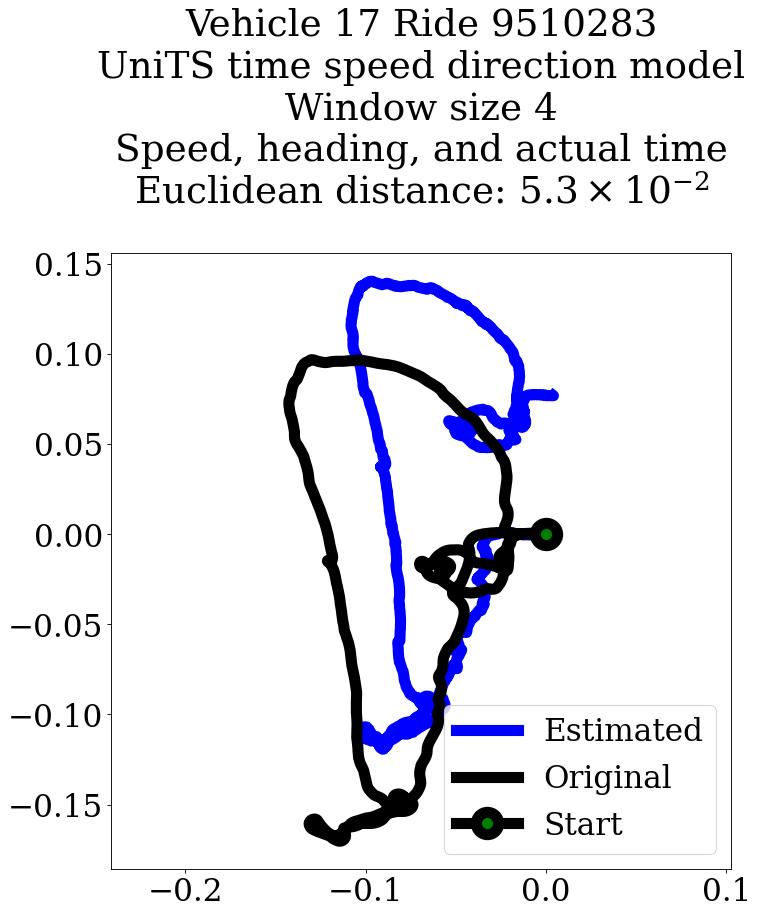 Vehicle 17 Ride 9510283
UniTS time speed direction model
Window size 4
Speed, heading, and actual time
Euclidean distance: 5.3 × 10⁻²
0.15
0.10
0.05
0.00
−0.05
−0.10
−0.15
Estimated
Original
Start
−0.2
−0.1
0.0
0.1